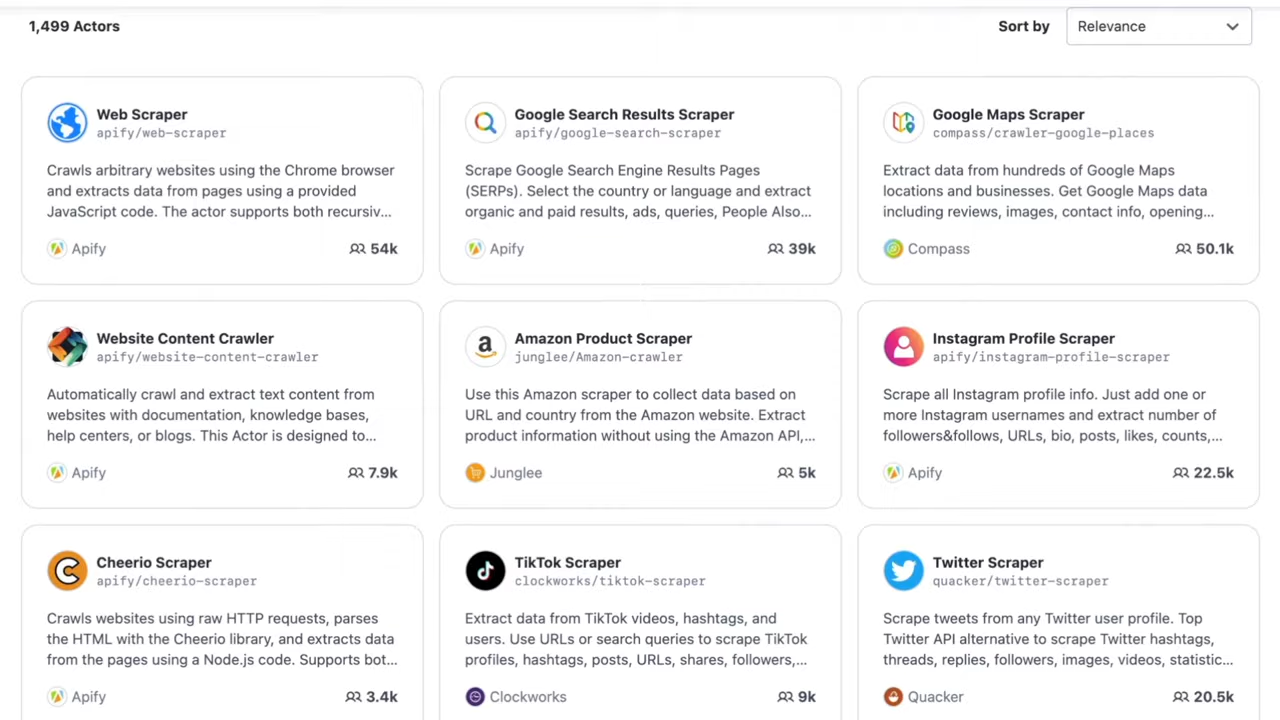 1,499 Actors
Sort by
Relevance
Web Scraper
apify/web-scraper
Crawls arbitrary websites using the Chrome browser
and extracts data from pages using a provided
JavaScript code. The actor supports both recursiv...
Apify
54k
Google Search Results Scraper
apify/google-search-scraper
Scrape Google Search Engine Results Pages
(SERPs). Select the country or language and extract
organic and paid results, ads, queries, People Also...
Apify
39k
Google Maps Scraper
compass/crawler-google-places
Extract data from hundreds of Google Maps
locations and businesses. Get Google Maps data
including reviews, images, contact info, opening...
Compass
50.1k
Website Content Crawler
apify/website-content-crawler
Automatically crawl and extract text content from
websites with documentation, knowledge bases,
help centers, or blogs. This Actor is designed to...
Apify
7.9k
Amazon Product Scraper
junglee/Amazon-crawler
Use this Amazon scraper to collect data based on
URL and country from the Amazon website. Extract
product information without using the Amazon API,...
Junglee
5k
Instagram Profile Scraper
apify/instagram-profile-scraper
Scrape all Instagram profile info. Just add one or
more Instagram usernames and extract number of
followers&follows, URLs, bio, posts, likes, counts,...
Apify
22.5k
Cheerio Scraper
apify/cheerio-scraper
Crawls websites using raw HTTP requests, parses
the HTML with the Cheerio library, and extracts data
from the pages using a Node.js code. Supports bot...
Apify
3.4k
TikTok Scraper
clockworks/tiktok-scraper
Extract data from TikTok videos, hashtags, and
users. Use URLs or search queries to scrape TikTok
profiles, hashtags, posts, URLs, shares, followers,...
Clockworks
9k
Twitter Scraper
quacker/twitter-scraper
Scrape tweets from any Twitter user profile. Top
Twitter API alternative to scrape Twitter hashtags,
threads, replies, followers, images, videos, statistic...
Quacker
20.5k